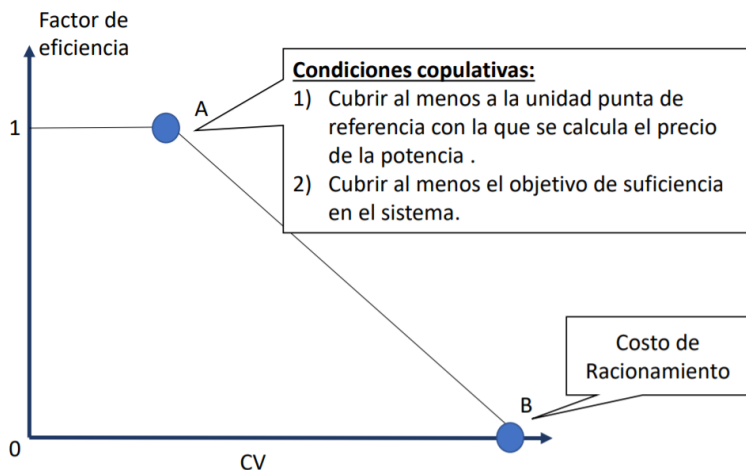 Factor de
eficiencia
Condiciones copulativas:
1) Cubrir al menos a la unidad punta de
referencia con la que se calcula el precio
de la potencia .
2) Cubrir al menos el objetivo de suficiencia
en el sistema.
A
1
Costo de
Racionamiento
B
0
CV